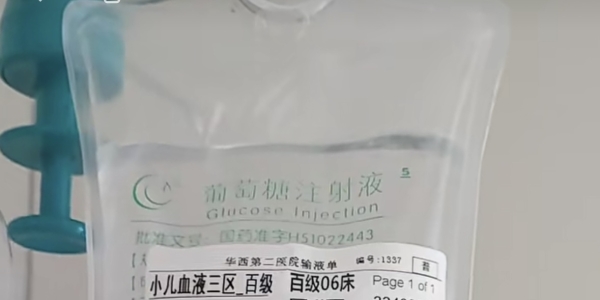 葡萄糖注射液 5
Glucose Injection
批准文号: 国药准字H51022443
华西第二医院输液单 编号:1337
小儿血液三区_百级 百级06床 Page 1 of 1